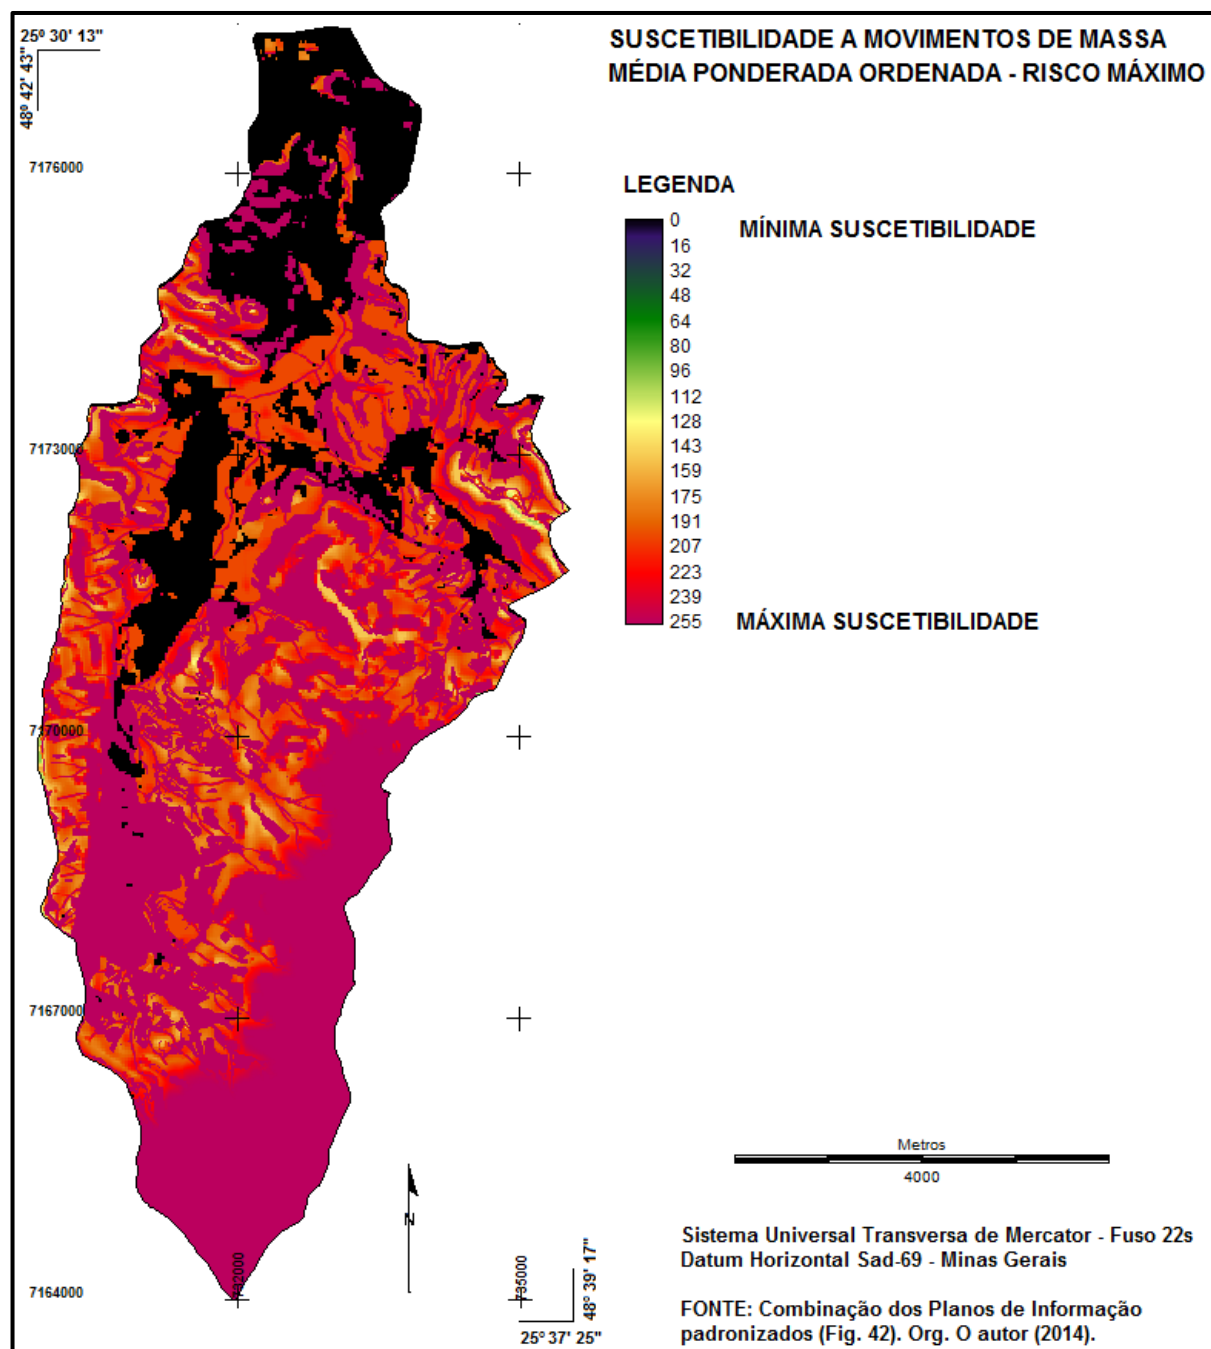 25º 30' 13"
48º 42' 43"
SUSCETIBILIDADE A MOVIMENTOS DE MASSA
MÉDIA PONDERADA ORDENADA - RISCO MÁXIMO
7176000
LEGENDA
0
MÍNIMA SUSCETIBILIDADE
16
32
48
64
80
96
112
128
143
159
175
191
207
223
239
255
MÁXIMA SUSCETIBILIDADE
7173000
7170000
7167000
7164000
732000
735000
N
48º 39' 17"
25º 37' 25"
Metros
4000
Sistema Universal Transversa de Mercator - Fuso 22s
Datum Horizontal Sad-69 - Minas Gerais
FONTE: Combinação dos Planos de Informação
padronizados (Fig. 42). Org. O autor (2014).